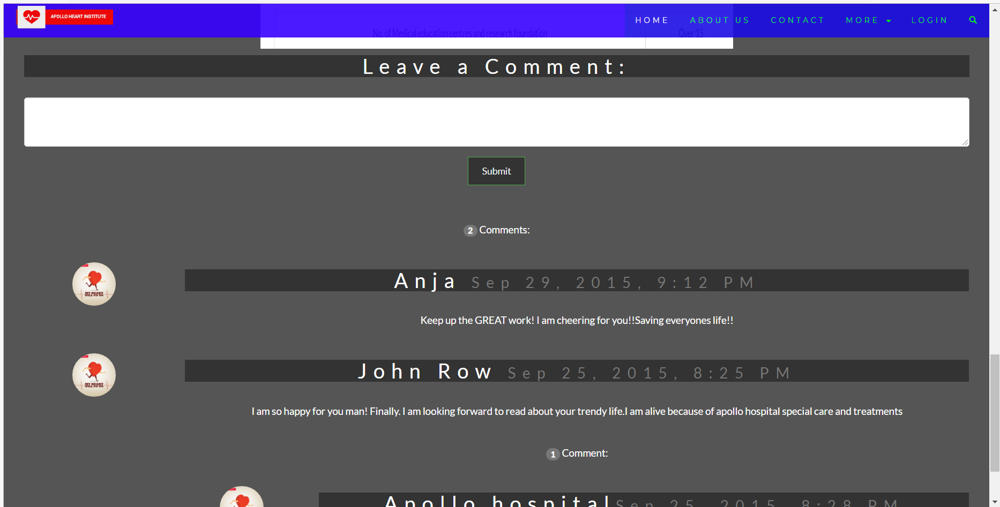 APOLLO HEART INSTITUTE
HOME ABOUT US CONTACT MORE LOGIN
No. of Medical education centres and research foundation Over 15
Leave a Comment:
Submit
2 Comments:
MY HEART WILL GO ON
Anja Sep 29, 2015, 9:12 PM
Keep up the GREAT work! I am cheering for you!!Saving everyones life!!
MY HEART WILL GO ON
John Row Sep 25, 2015, 8:25 PM
I am so happy for you man! Finally. I am looking forward to read about your trendy life.I am alive because of apollo hospital special care and treatments
1 Comment:
Apollo hospital Sep 25, 2015, 8:28 PM